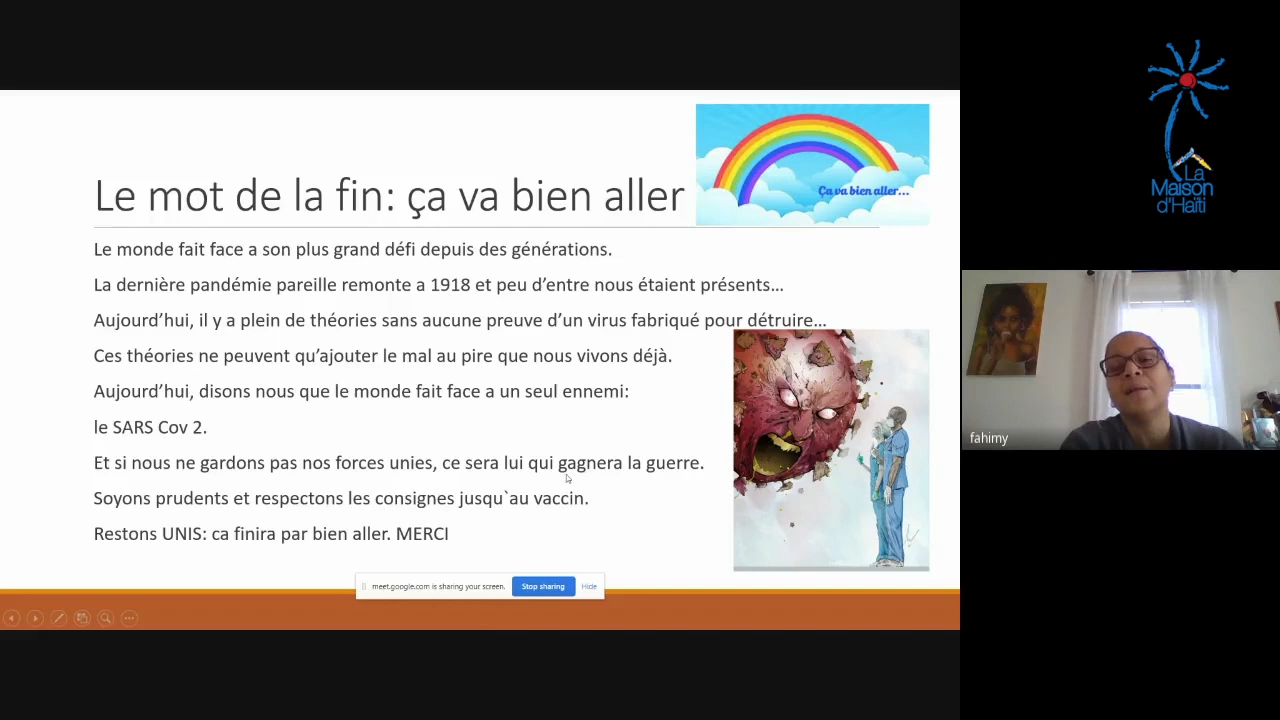 Le mot de la fin: ça va bien aller
Ça va bien aller...
Le monde fait face a son plus grand défi depuis des générations.
La dernière pandémie pareille remonte a 1918 et peu d’entre nous étaient présents…
Aujourd’hui, il y a plein de théories sans aucune preuve d’un virus fabriqué pour détruire…
Ces théories ne peuvent qu’ajouter le mal au pire que nous vivons déjà.
Aujourd’hui, disons nous que le monde fait face a un seul ennemi:
le SARS Cov 2.
Et si nous ne gardons pas nos forces unies, ce sera lui qui gagnera la guerre.
Soyons prudents et respectons les consignes jusqu`au vaccin.
Restons UNIS: ca finira par bien aller. MERCI
meet.google.com is sharing your screen.
Stop sharing
Hide
La
Maison
d'Haïti
fahimy